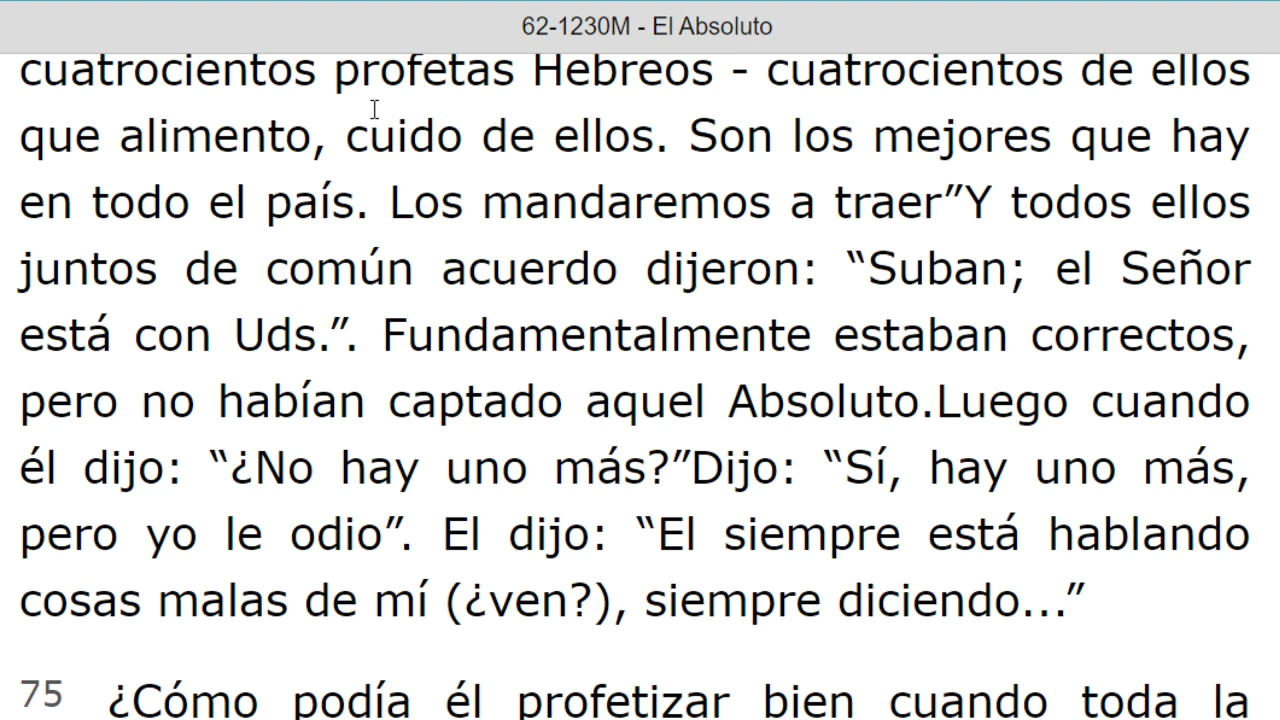 62-1230M - El Absoluto
cuatrocientos profetas Hebreos - cuatrocientos de ellos
que alimento, cuido de ellos. Son los mejores que hay
en todo el país. Los mandaremos a traer”Y todos ellos
juntos de común acuerdo dijeron: “Suban; el Señor
está con Uds.”. Fundamentalmente estaban correctos,
pero no habían captado aquel Absoluto.Luego cuando
él dijo: “¿No hay uno más?”Dijo: “Sí, hay uno más,
pero yo le odio”. El dijo: “El siempre está hablando
cosas malas de mí (¿ven?), siempre diciendo...”
75 ¿Cómo podía él profetizar bien cuando toda la